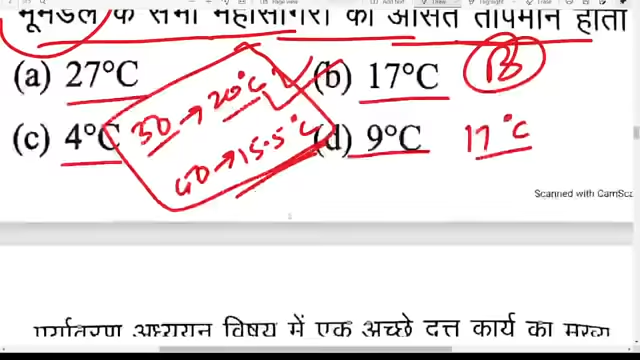 भूमंडल के सभी महासागरों का औसत तापमान होता
(a) 27°C (b) 17°C B
(c) 4°C (d) 9°C 17°C
30 → 20°C
40 → 15.5°C
Scanned with CamSca
पर्यावरण अध्ययन विषय में एक अच्छे दत्त कार्य का मुख्य